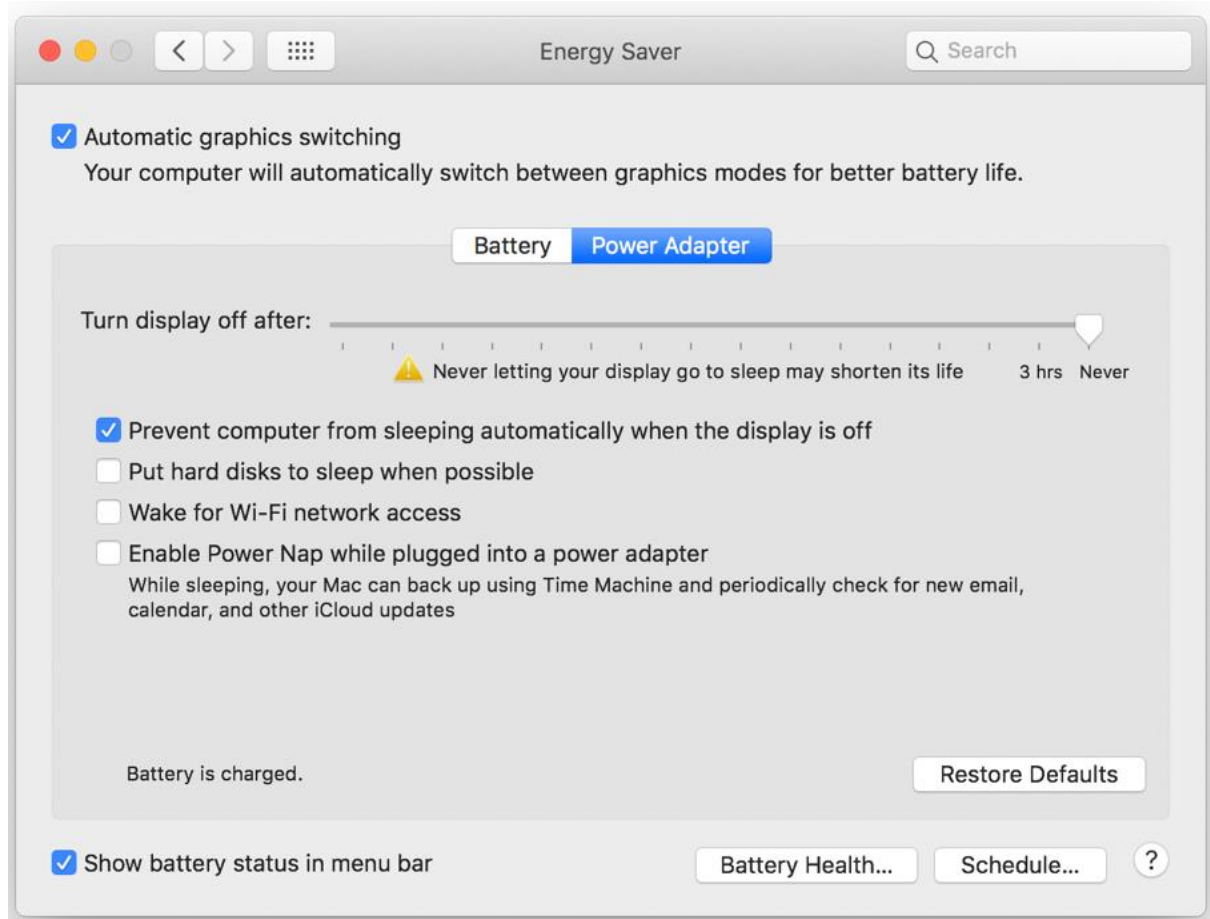 Energy Saver
Search
Automatic graphics switching
Your computer will automatically switch between graphics modes for better battery life.
Battery Power Adapter
Turn display off after:
Never letting your display go to sleep may shorten its life 3 hrs Never
Prevent computer from sleeping automatically when the display is off
Put hard disks to sleep when possible
Wake for Wi-Fi network access
Enable Power Nap while plugged into a power adapter
While sleeping, your Mac can back up using Time Machine and periodically check for new email,
calendar, and other iCloud updates
Battery is charged. Restore Defaults
Show battery status in menu bar Battery Health... Schedule... ?